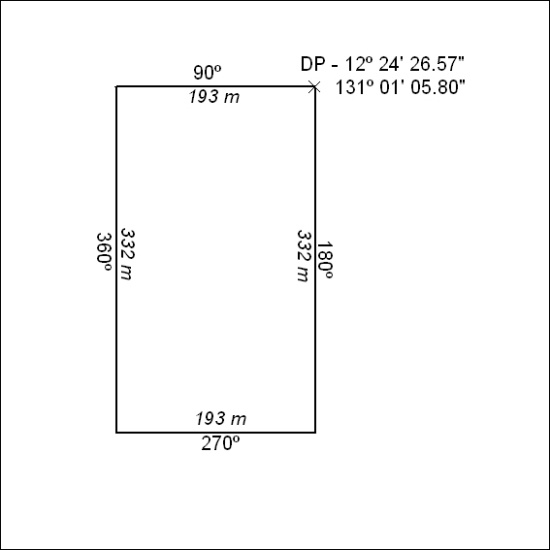 DP - 12º 24' 26.57"
131º 01' 05.80"
90º
193 m
360º
332 m
332 m
180º
193 m
270º